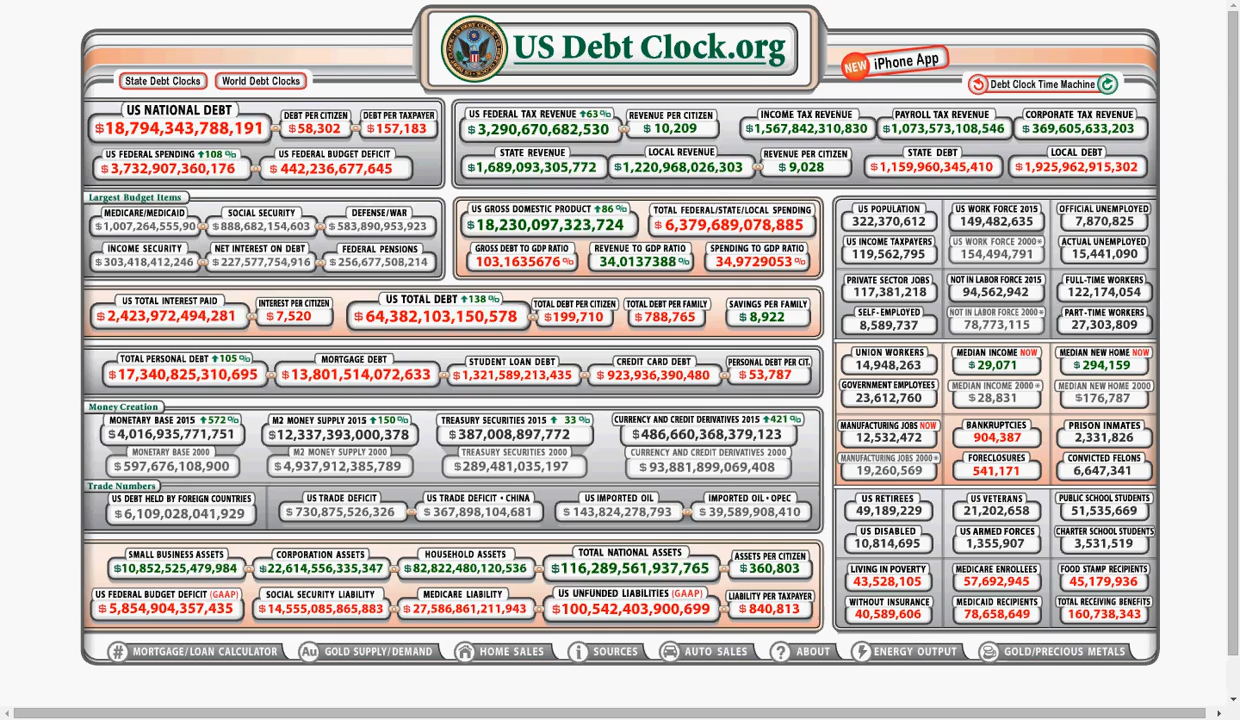 US Debt Clock.org
NEW iPhone App
State Debt Clocks
World Debt Clocks
Debt Clock Time Machine
US NATIONAL DEBT
$18,794,343,788,191
DEBT PER CITIZEN
$58,302
DEBT PER TAXPAYER
$157,183
US FEDERAL SPENDING ↑108 %
$3,732,907,360,176
US FEDERAL BUDGET DEFICIT
$442,236,677,645
US FEDERAL TAX REVENUE ↑63 %
$3,290,670,682,530
REVENUE PER CITIZEN
$10,209
INCOME TAX REVENUE
$1,567,842,310,830
PAYROLL TAX REVENUE
$1,073,573,108,546
CORPORATE TAX REVENUE
$369,605,633,203
STATE REVENUE
$1,689,093,305,772
LOCAL REVENUE
$1,220,968,026,303
REVENUE PER CITIZEN
$9,028
STATE DEBT
$1,159,960,345,410
LOCAL DEBT
$1,925,962,915,302
Largest Budget Items
MEDICARE/MEDICAID
$1,007,264,555,90
SOCIAL SECURITY
$888,682,154,603
DEFENSE/WAR
$583,890,953,923
INCOME SECURITY
$303,418,412,246
NET INTEREST ON DEBT
$227,577,754,916
FEDERAL PENSIONS
$256,677,508,214
US GROSS DOMESTIC PRODUCT ↑86 %
$18,230,097,323,724
TOTAL FEDERAL/STATE/LOCAL SPENDING
$6,379,689,078,885
GROSS DEBT TO GDP RATIO
103.1635676%
REVENUE TO GDP RATIO
34.0137388%
SPENDING TO GDP RATIO
34.9729053%
US TOTAL INTEREST PAID
$2,423,972,494,281
INTEREST PER CITIZEN
$7,520
US TOTAL DEBT ↑138 %
$64,382,103,150,578
TOTAL DEBT PER CITIZEN
$199,710
TOTAL DEBT PER FAMILY
$788,765
SAVINGS PER FAMILY
$8,922
TOTAL PERSONAL DEBT ↑105 %
$17,340,825,310,695
MORTGAGE DEBT
$13,801,514,072,633
STUDENT LOAN DEBT
$1,321,589,213,435
CREDIT CARD DEBT
$923,936,390,480
PERSONAL DEBT PER CIT.
$53,787
Money Creation
MONETARY BASE 2015 ↑572%
$4,016,935,771,751
M2 MONEY SUPPLY 2015 ↑150%
$12,337,393,000,378
TREASURY SECURITIES 2015 ↑ 33 %
$387,008,897,772
CURRENCY AND CREDIT DERIVATIVES 2015 ↑421%
$486,660,368,379,123
MONETARY BASE 2000
$597,676,108,900
M2 MONEY SUPPLY 2000
$4,937,912,385,789
TREASURY SECURITIES 2000
$289,481,035,197
CURRENCY AND CREDIT DERIVATIVES 2000
$93,881,899,069,408
Trade Numbers
US DEBT HELD BY FOREIGN COUNTRIES
$6,109,028,041,929
US TRADE DEFICIT
$730,875,526,326
US TRADE DEFICIT • CHINA
$367,898,104,681
US IMPORTED OIL
$143,824,278,793
IMPORTED OIL • OPEC
$39,589,908,410
SMALL BUSINESS ASSETS
$10,852,525,479,984
CORPORATION ASSETS
$22,614,556,335,347
HOUSEHOLD ASSETS
$82,822,480,120,536
TOTAL NATIONAL ASSETS
$116,289,561,937,765
ASSETS PER CITIZEN
$360,803
US FEDERAL BUDGET DEFICIT (GAAP)
$5,854,904,357,435
SOCIAL SECURITY LIABILITY
$14,555,085,865,883
MEDICARE LIABILITY
$27,586,861,211,943
US UNFUNDED LIABILITIES (GAAP)
$100,542,403,900,699
LIABILITY PER TAXPAYER
$840,813
US POPULATION
322,370,612
US WORK FORCE 2015
149,482,635
OFFICIAL UNEMPLOYED
7,870,825
US INCOME TAXPAYERS
119,562,795
US WORK FORCE 2000*
154,494,791
ACTUAL UNEMPLOYED
15,441,090
PRIVATE SECTOR JOBS
117,381,218
NOT IN LABOR FORCE 2015
94,562,942
FULL-TIME WORKERS
122,174,054
SELF-EMPLOYED
8,589,737
NOT IN LABOR FORCE 2000*
78,773,115
PART-TIME WORKERS
27,303,809
UNION WORKERS
14,948,263
MEDIAN INCOME NOW
$29,071
MEDIAN NEW HOME NOW
$294,159
GOVERNMENT EMPLOYEES
23,612,760
MEDIAN INCOME 2000*
$28,831
MEDIAN NEW HOME 2000
$176,787
MANUFACTURING JOBS NOW
12,532,472
BANKRUPTCIES
904,387
PRISON INMATES
2,331,826
MANUFACTURING JOBS 2000*
19,260,569
FORECLOSURES
541,171
CONVICTED FELONS
6,647,341
US RETIREES
49,189,229
US VETERANS
21,202,658
PUBLIC SCHOOL STUDENTS
51,535,669
US DISABLED
10,814,695
US ARMED FORCES
1,355,907
CHARTER SCHOOL STUDENTS
3,531,519
LIVING IN POVERTY
43,528,105
MEDICARE ENROLLEES
57,692,945
FOOD STAMP RECIPIENTS
45,179,936
WITHOUT INSURANCE
40,589,606
MEDICAID RECIPIENTS
78,658,649
TOTAL RECEIVING BENEFITS
160,738,343
# MORTGAGE/LOAN CALCULATOR
Au GOLD SUPPLY/DEMAND
HOME SALES
i SOURCES
AUTO SALES
? ABOUT
ENERGY OUTPUT
GOLD/PRECIOUS METALS